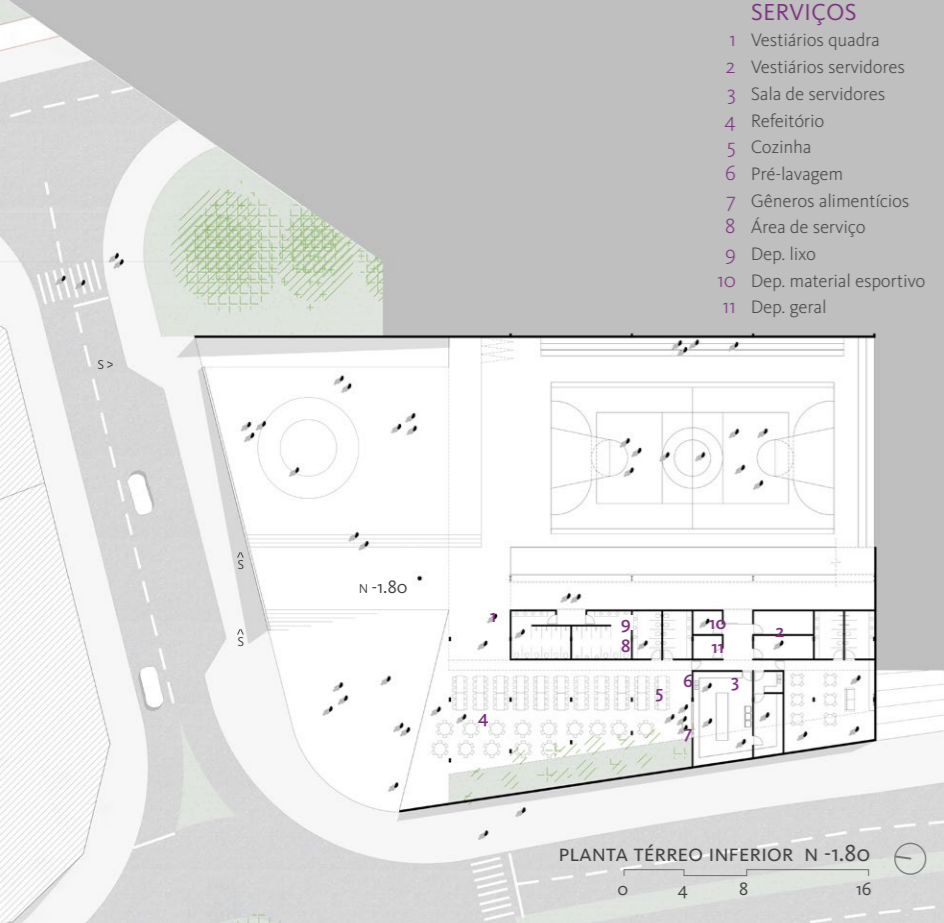 SERVIÇOS
1 Vestiários quadra
2 Vestiários servidores
3 Sala de servidores
4 Refeitório
5 Cozinha
6 Pré-lavagem
7 Gêneros alimentícios
8 Área de serviço
9 Dep. lixo
10 Dep. material esportivo
11 Dep. geral
S >
S >
N -1.80
S >
1
9
10
2
8
11
6
3
5
4
7
PLANTA TÉRREO INFERIOR N -1.80
0 4 8 16